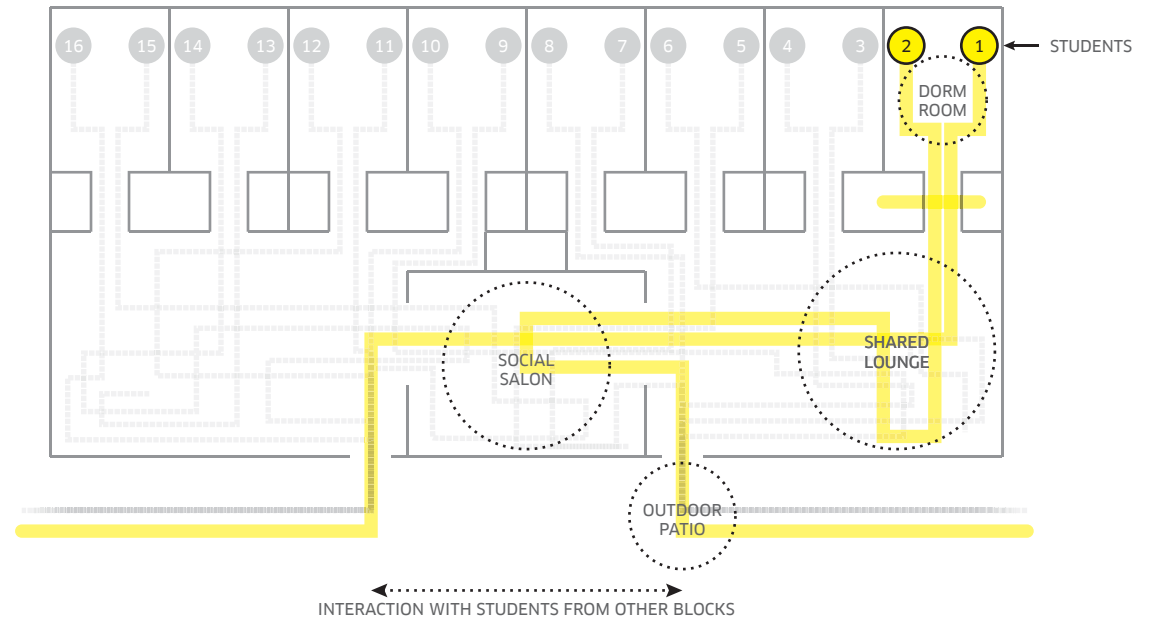 16 15 14 13 12 11 10 9 8 7 6 5 4 3 2 1 STUDENTS
DORM
ROOM
SHARED
LOUNGE
SOCIAL
SALON
OUTDOOR
PATIO
INTERACTION WITH STUDENTS FROM OTHER BLOCKS